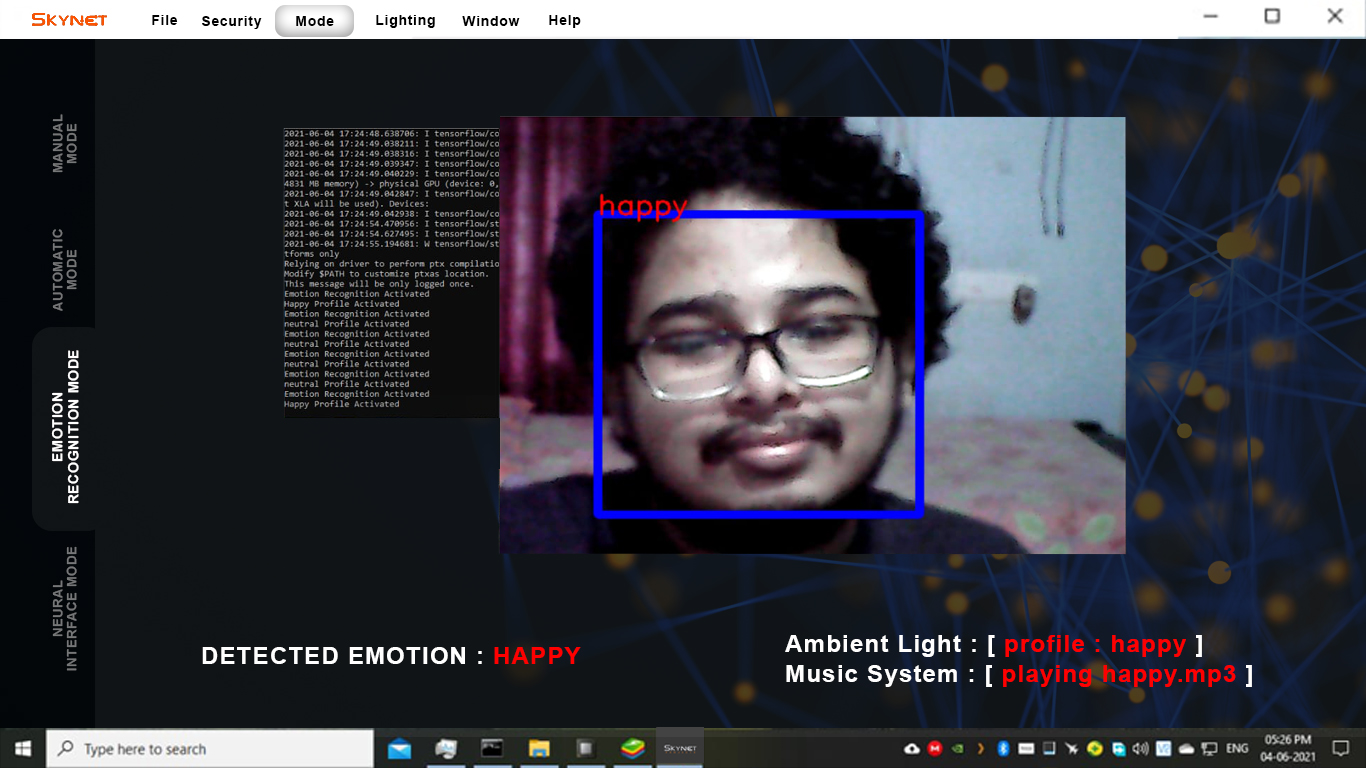 SKYNET File Security Mode Lighting Window Help
MANUAL
MODE
AUTOMATIC
MODE
EMOTION
RECOGNITION MODE
NEURAL
INTERFACE MODE
2021-06-04 17:24:48.638706: I tensorflow/co
2021-06-04 17:24:49.038211: I tensorflow/co
2021-06-04 17:24:49.038316: I tensorflow/co
2021-06-04 17:24:49.039347: I tensorflow/co
2021-06-04 17:24:49.040229: I tensorflow/co
4831 MB memory) -> physical GPU (device: 0,
2021-06-04 17:24:49.042847: I tensorflow/co
t XLA will be used). Devices:
2021-06-04 17:24:49.042938: I tensorflow/co
2021-06-04 17:24:54.470956: I tensorflow/st
2021-06-04 17:24:54.627495: I tensorflow/st
2021-06-04 17:24:55.194681: W tensorflow/st
tforms only
Relying on driver to perform ptx compilatio
Modify $PATH to customize ptxas location.
This message will be only logged once.
Emotion Recognition Activated
Happy Profile Activated
Emotion Recognition Activated
neutral Profile Activated
Emotion Recognition Activated
neutral Profile Activated
Emotion Recognition Activated
neutral Profile Activated
Emotion Recognition Activated
neutral Profile Activated
Emotion Recognition Activated
Happy Profile Activated
happy
DETECTED EMOTION : HAPPY
Ambient Light : [ profile : happy ]
Music System : [ playing happy.mp3 ]
Type here to search
SKYNET
ENG
05:26 PM
04-06-2021